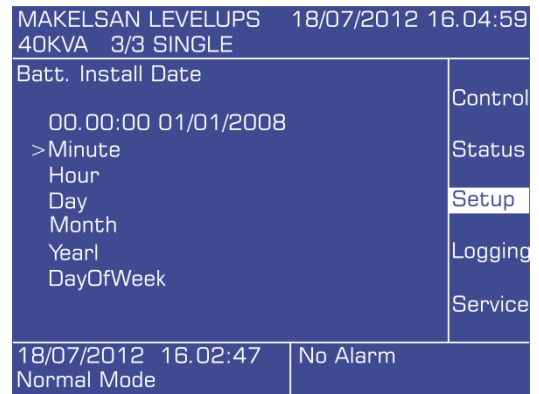 MAKELSAN LEVELUPS 18/07/2012 16.04:59
40KVA 3/3 SINGLE
Batt. Install Date
00.00:00 01/01/2008
>Minute
Hour
Day
Month
Yearl
DayOfWeek
Control
Status
Setup
Logging
Service
18/07/2012 16.02:47 No Alarm
Normal Mode